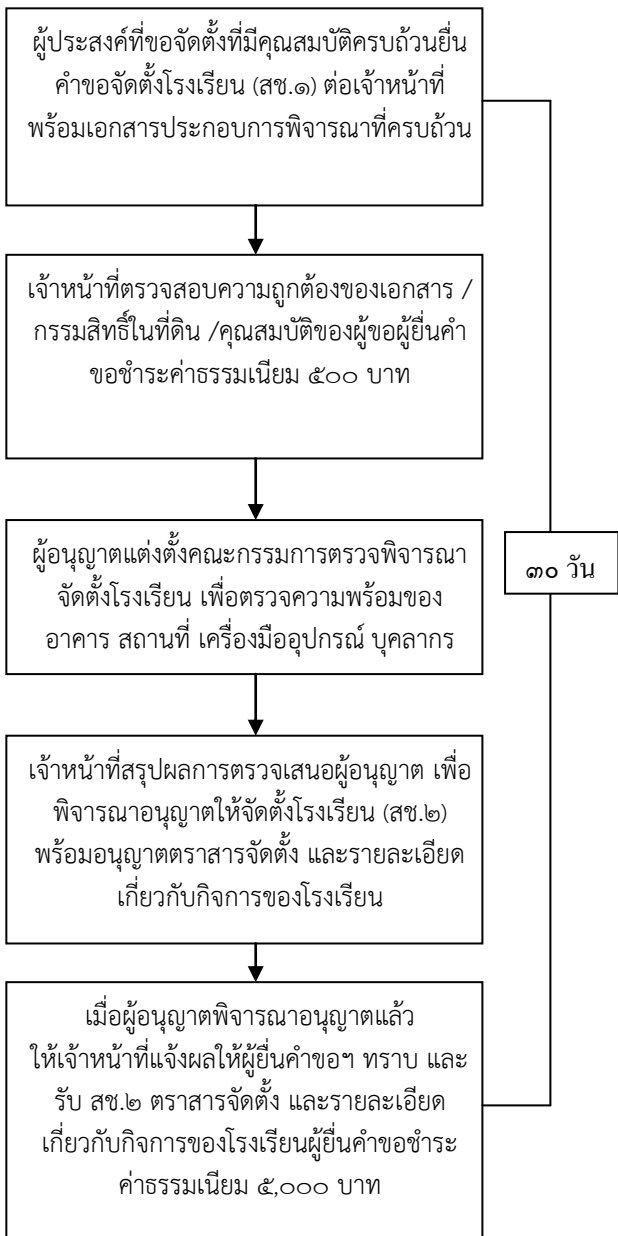 ผู้ประสงค์ที่ขอจัดตั้งที่มีคุณสมบัติครบถ้วนยื่น
คำขอจัดตั้งโรงเรียน (สช.๑) ต่อเจ้าหน้าที่
พร้อมเอกสารประกอบการพิจารณาที่ครบถ้วน
เจ้าหน้าที่ตรวจสอบความถูกต้องของเอกสาร /
กรรมสิทธิ์ในที่ดิน /คุณสมบัติของผู้ขอผู้ยื่นคำ
ขอชำระค่าธรรมเนียม ๕๐๐ บาท
ผู้อนุญาตแต่งตั้งคณะกรรมการตรวจพิจารณา
จัดตั้งโรงเรียน เพื่อตรวจความพร้อมของ
อาคาร สถานที่ เครื่องมืออุปกรณ์ บุคลากร
๓๐ วัน
เจ้าหน้าที่สรุปผลการตรวจเสนอผู้อนุญาต เพื่อ
พิจารณาอนุญาตให้จัดตั้งโรงเรียน (สช.๒)
พร้อมอนุญาตตราสารจัดตั้ง และรายละเอียด
เกี่ยวกับกิจการของโรงเรียน
เมื่อผู้อนุญาตพิจารณาอนุญาตแล้ว
ให้เจ้าหน้าที่แจ้งผลให้ผู้ยื่นคำขอฯ ทราบ และ
รับ สช.๒ ตราสารจัดตั้ง และรายละเอียด
เกี่ยวกับกิจการของโรงเรียนผู้ยื่นคำขอชำระ
ค่าธรรมเนียม ๕,๐๐๐ บาท